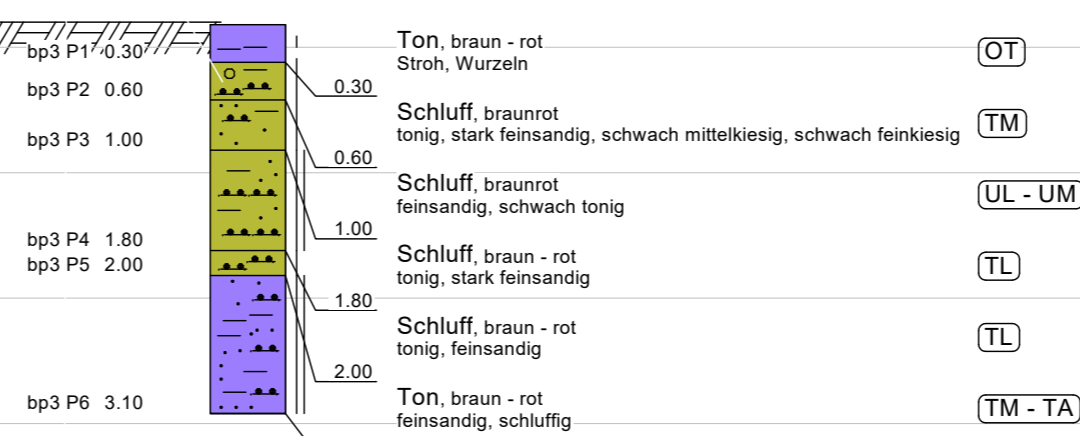 Ton, braun - rot
OT
bp3 P1 0.30
Stroh, Wurzeln
bp3 P2 0.60
0.30
Schluff, braunrot
TM
bp3 P3 1.00
tonig, stark feinsandig, schwach mittelkiesig, schwach feinkiesig
0.60
Schluff, braunrot
UL - UM
feinsandig, schwach tonig
1.00
bp3 P4 1.80
Schluff, braun - rot
TL
bp3 P5 2.00
tonig, stark feinsandig
1.80
Schluff, braun - rot
TL
tonig, feinsandig
2.00
bp3 P6 3.10
Ton, braun - rot
TM - TA
feinsandig, schluffig